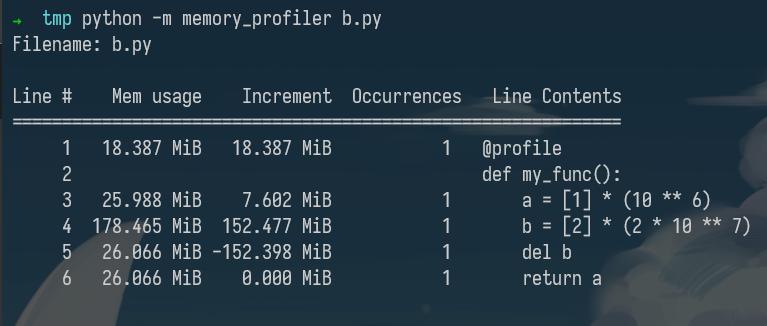 → tmp python -m memory_profiler b.py
Filename: b.py
Line # Mem usage Increment Occurrences Line Contents
=============================================================
1 18.387 MiB 18.387 MiB 1 @profile
2 def my_func():
3 25.988 MiB 7.602 MiB 1 a = [1] * (10 ** 6)
4 178.465 MiB 152.477 MiB 1 b = [2] * (2 * 10 ** 7)
5 26.066 MiB -152.398 MiB 1 del b
6 26.066 MiB 0.000 MiB 1 return a